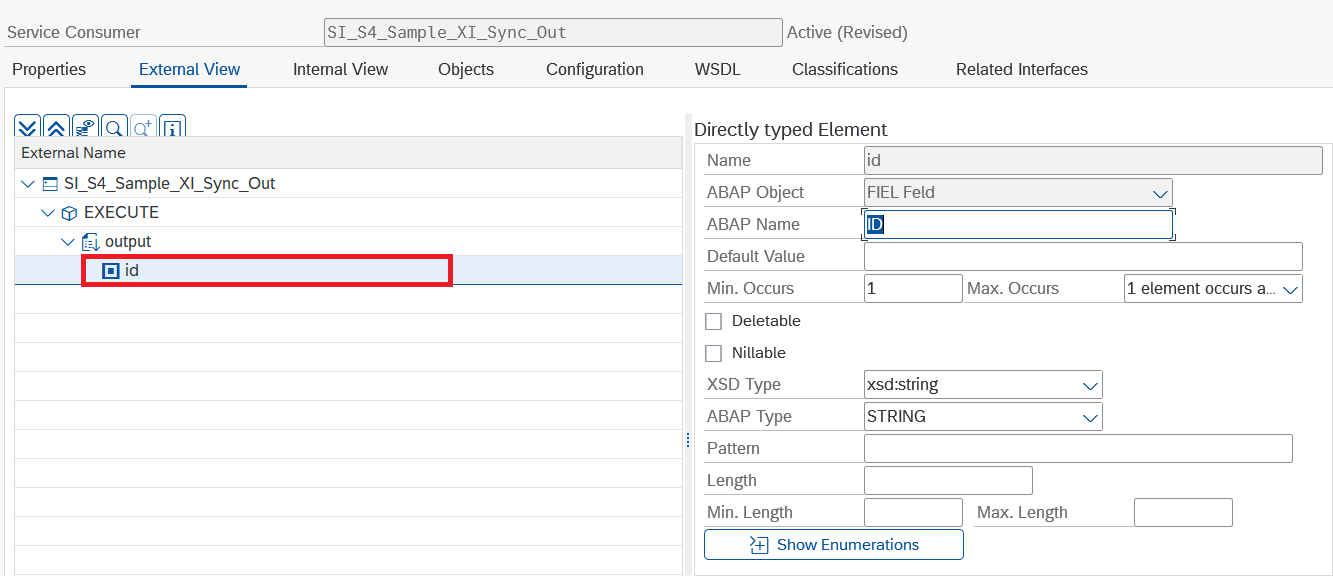 Service Consumer SI_S4_Sample_XI_Sync_Out Active (Revised)
Properties External View Internal View Objects Configuration WSDL Classifications Related Interfaces
External Name
SI_S4_Sample_XI_Sync_Out
EXECUTE
output
id
Directly typed Element
Name id
ABAP Object FIEL Feld
ABAP Name ID
Default Value
Min. Occurs 1 Max. Occurs 1 element occurs a...
Deletable
Nillable
XSD Type xsd:string
ABAP Type STRING
Pattern
Length
Min. Length Max. Length
Show Enumerations